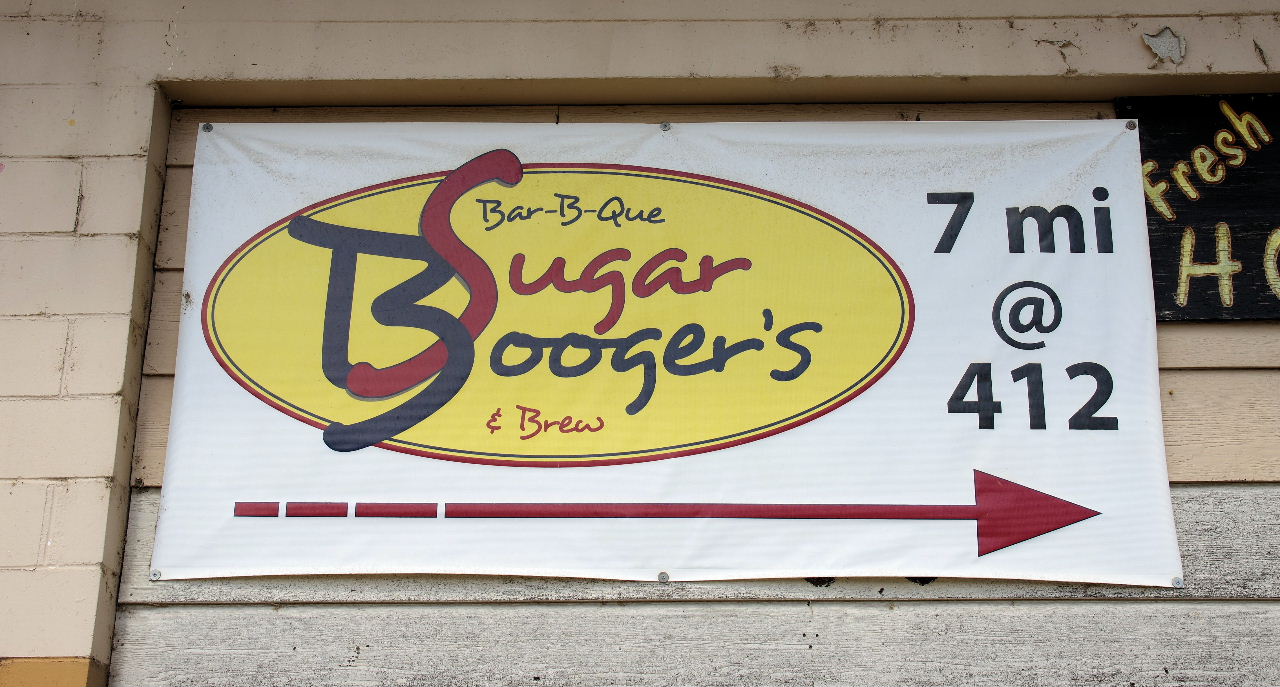 Bar-B-Que
Sugar
Booger's
& Brew
7 mi
@
412
Fresh